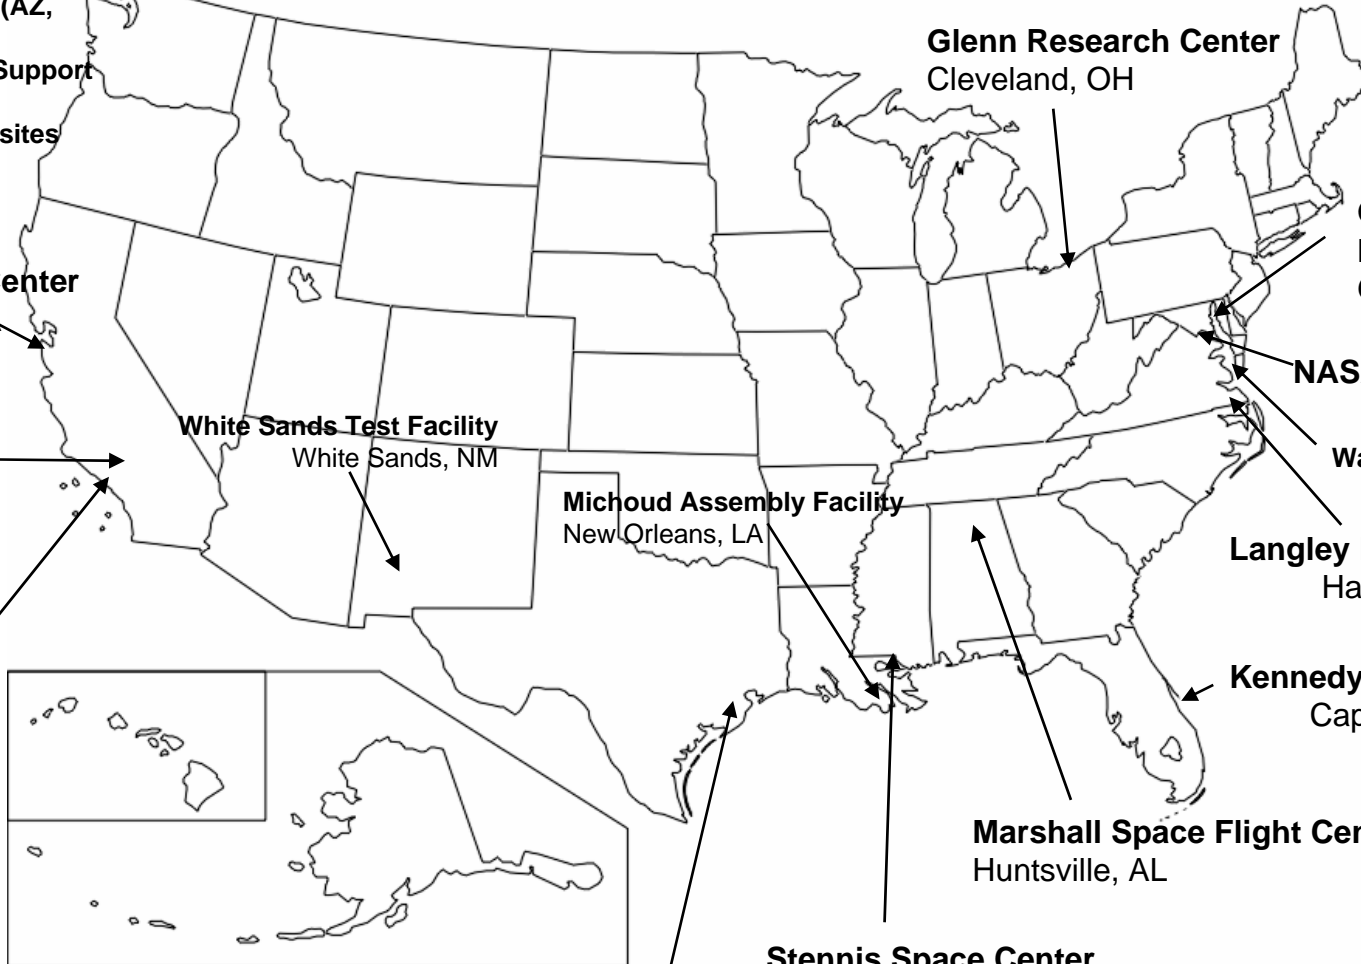 (AZ,
Support
sites
enter
Glenn Research Center
Cleveland, OH
NAS
Wa
White Sands Test Facility
White Sands, NM
Michoud Assembly Facility
New Orleans, LA
Langley
Ha
Kennedy
Cap
Marshall Space Flight Cen
Huntsville, AL
Stennis Space Center